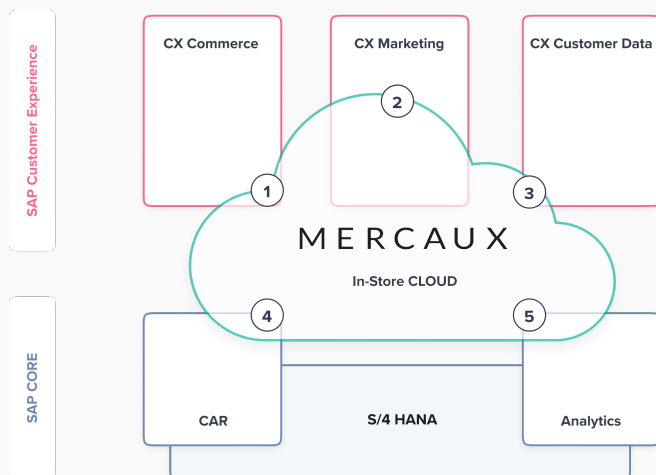 SAP Customer Experience
CX Commerce
CX Marketing
CX Customer Data
2
1
3
MERCAUX
In-Store CLOUD
4
5
SAP CORE
CAR
S/4 HANA
Analytics